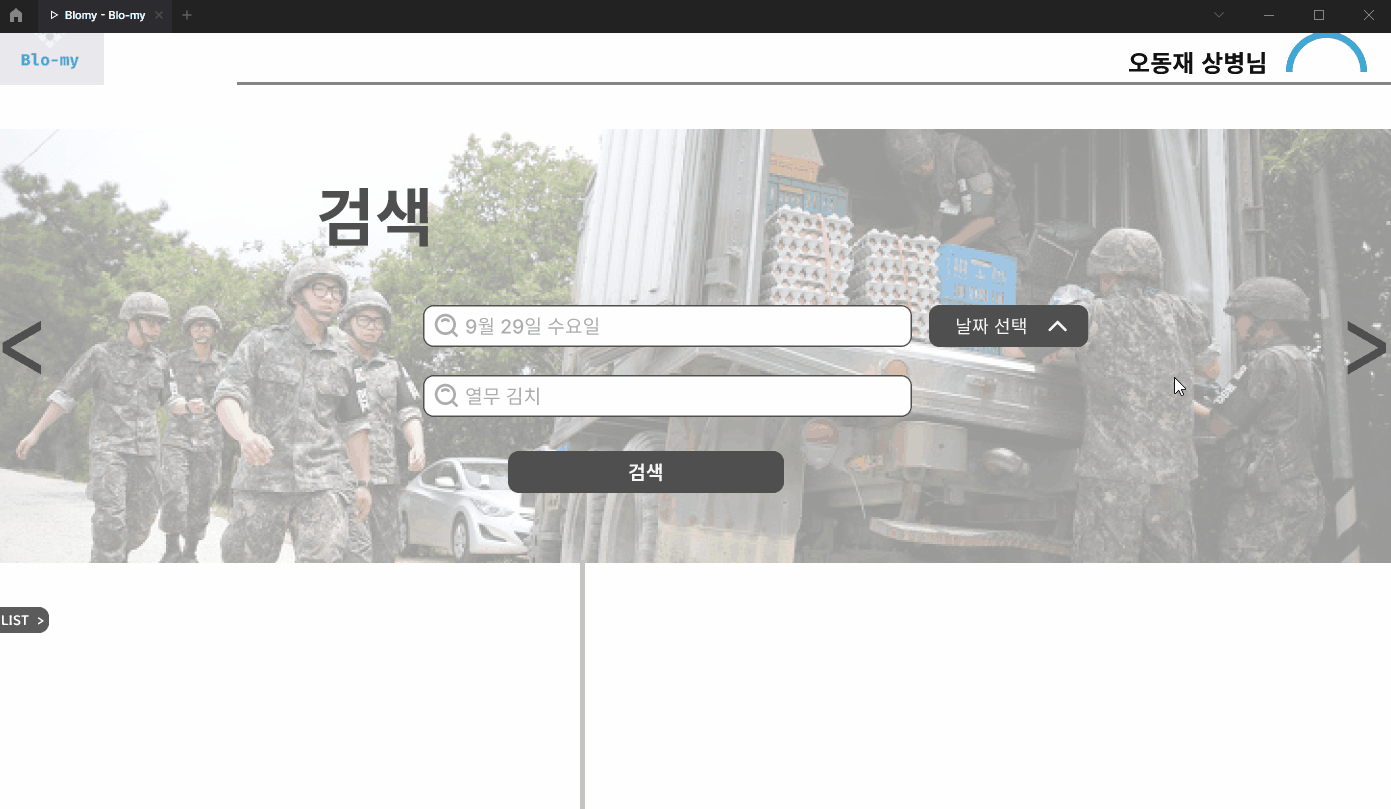 Blomy - Blo-my
Blo-my
오동재 상병님
검색
9월 29일 수요일
날짜 선택
열무 김치
검색
LIST >